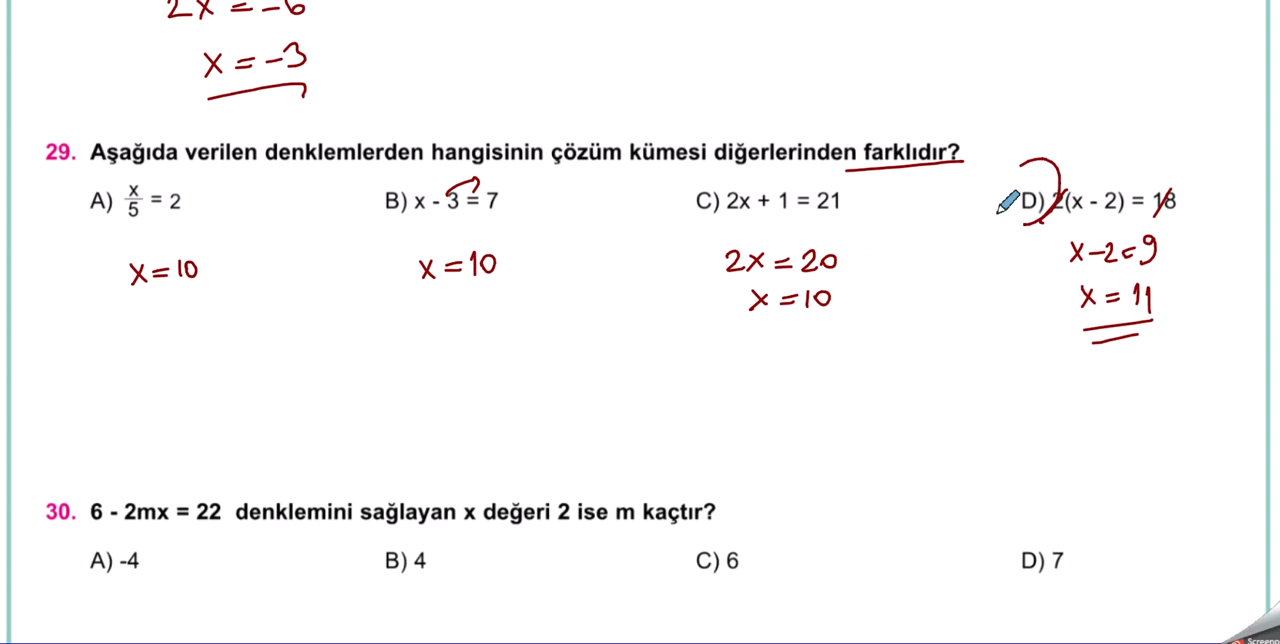 2x = -6
x = -3
29. Aşağıda verilen denklemlerden hangisinin çözüm kümesi diğerlerinden farklıdır?
A) x/5 = 2 B) x - 3 = 7 C) 2x + 1 = 21 D) 2(x - 2) = 18
x = 10 x = 10 2x = 20 x - 2 = 9
x = 10 x = 11
30. 6 - 2mx = 22 denklemini sağlayan x değeri 2 ise m kaçtır?
A) -4 B) 4 C) 6 D) 7